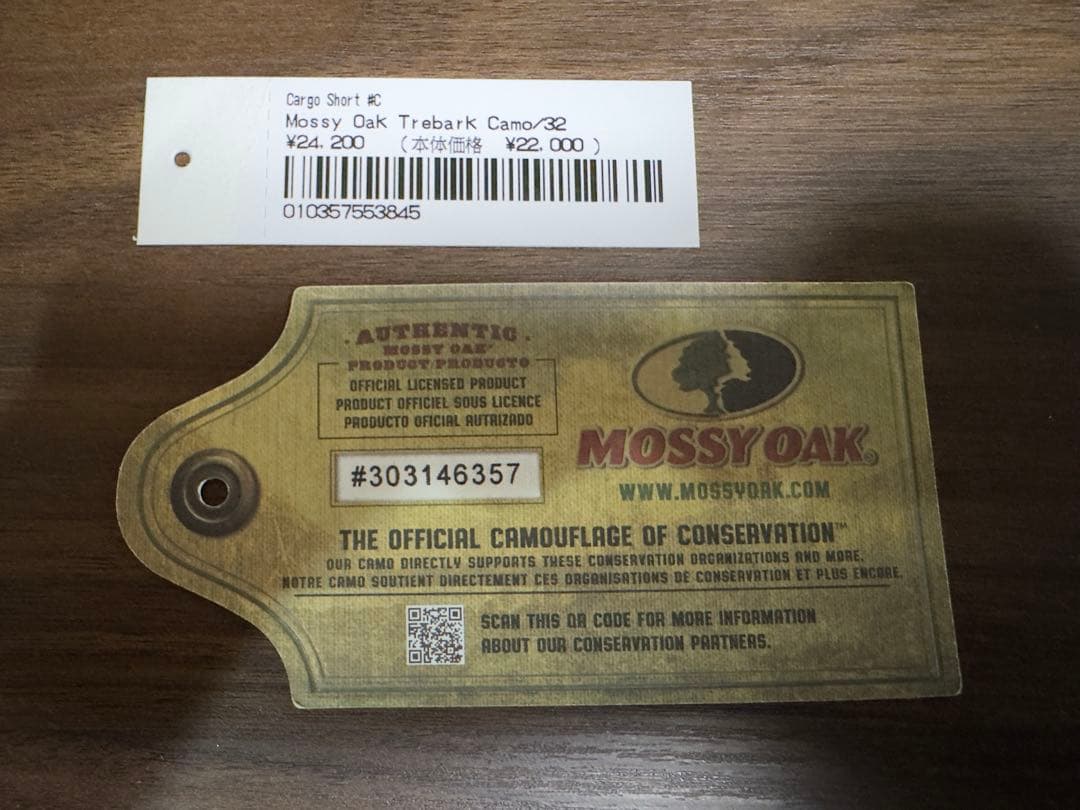 Cargo Short #C
Mossy Oak Trebark Camo/32
¥24,200 (本体価格 ¥22,000 )
010357553845
AUTHENTIC
MOSSY OAK®
PRODUCT/PRODUCTO
OFFICIAL LICENSED PRODUCT
PRODUCT OFFICIEL SOUS LICENCE
PRODUCTO OFICIAL AUTRIZADO
#303146357
MOSSY OAK®
WWW.MOSSYOAK.COM
THE OFFICIAL CAMOUFLAGE OF CONSERVATION™
OUR CAMO DIRECTLY SUPPORTS THESE CONSERVATION ORGANIZATIONS AND MORE.
NOTRE CAMO SOUTIENT DIRECTEMENT CES ORGANISATIONS DE CONSERVATION ET PLUS ENCORE.
SCAN THIS QR CODE FOR MORE INFORMATION
ABOUT OUR CONSERVATION PARTNERS.